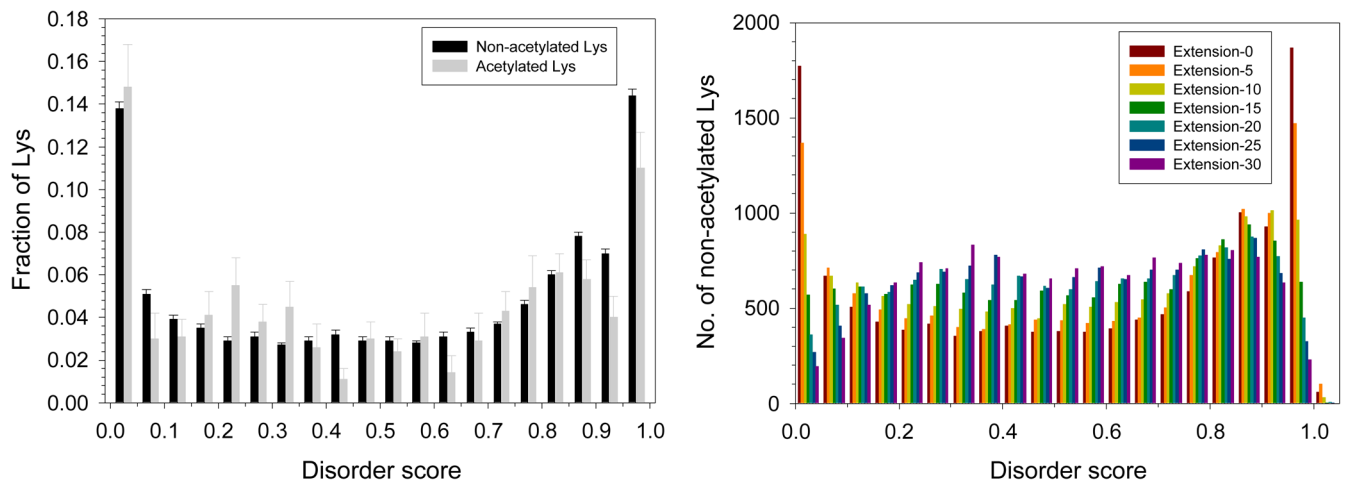 Fraction of Lys
0.18
0.16
0.14
0.12
0.10
0.08
0.06
0.04
0.02
0.00
Non-acetylated Lys
Acetylated Lys
0.0 0.1 0.2 0.3 0.4 0.5 0.6 0.7 0.8 0.9 1.0
Disorder score
No. of non-acetylated Lys
2000
1500
1000
500
0
Extension-0
Extension-5
Extension-10
Extension-15
Extension-20
Extension-25
Extension-30
0.0 0.2 0.4 0.6 0.8 1.0
Disorder score